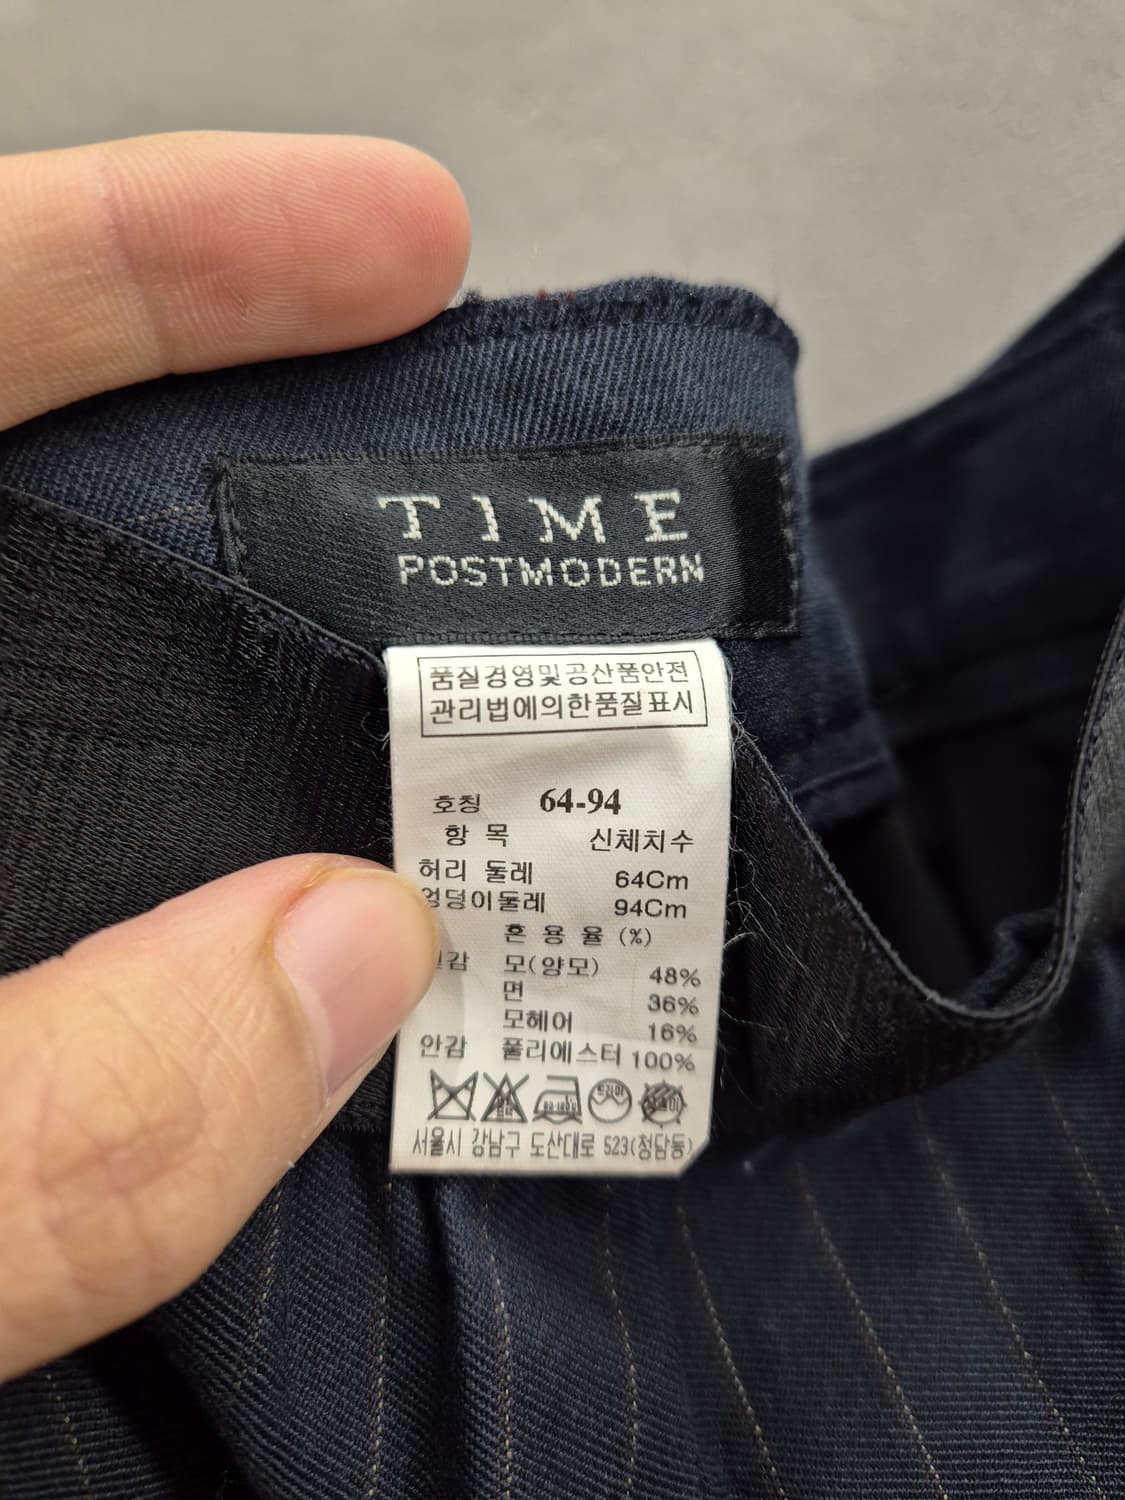 TIME
POSTMODERN
품질경영및공산품안전
관리법에의한품질표시
호칭 64-94
항 목 신체치수
허리 둘레 64Cm
엉덩이둘레 94Cm
혼 용 율 (%)
모(양모) 48%
면 36%
모헤어 16%
안감 폴리에스터 100%
드라이
서울시 강남구 도산대로 523(청담동)